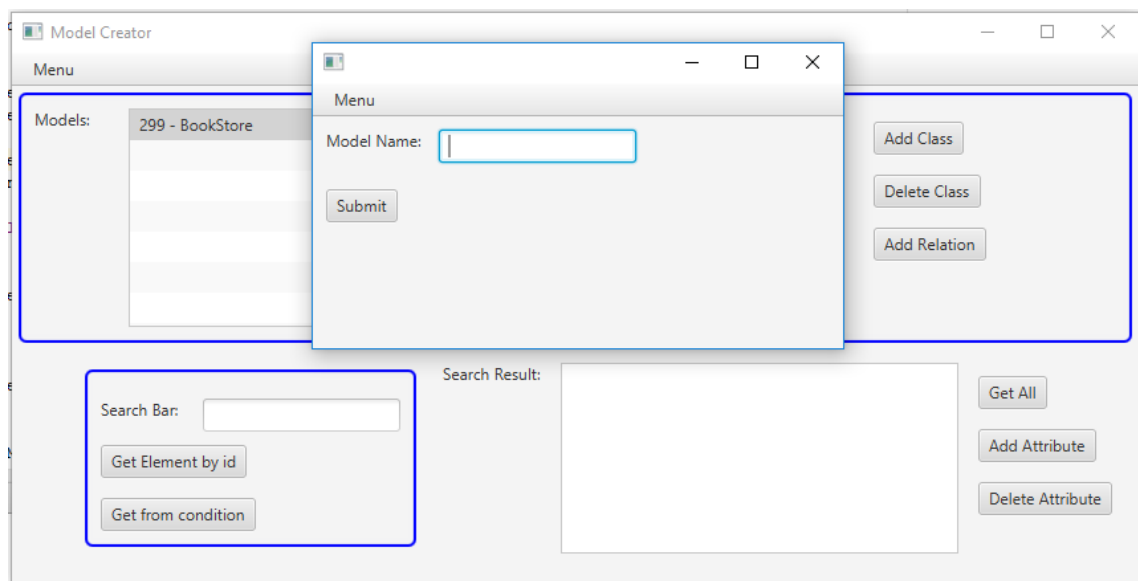 Model Creator
Menu
Models:
299 - BookStore
Menu
Model Name:
Submit
Add Class
Delete Class
Add Relation
Search Bar:
Get Element by id
Get from condition
Search Result:
Get All
Add Attribute
Delete Attribute